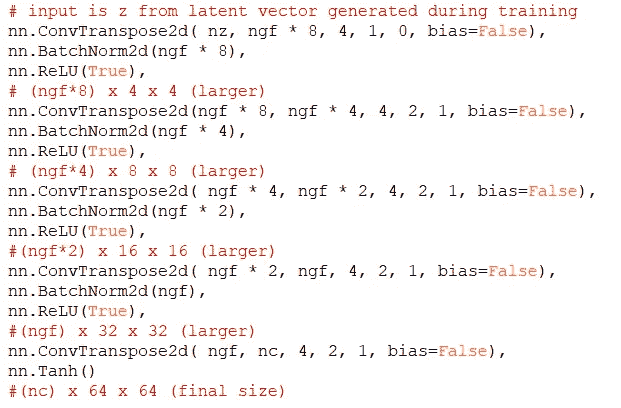 # input is z from latent vector generated during training
nn.ConvTranspose2d( nz, ngf * 8, 4, 1, 0, bias=False),
nn.BatchNorm2d(ngf * 8),
nn.ReLU(True),
# (ngf*8) x 4 x 4 (larger)
nn.ConvTranspose2d(ngf * 8, ngf * 4, 4, 2, 1, bias=False),
nn.BatchNorm2d(ngf * 4),
nn.ReLU(True),
# (ngf*4) x 8 x 8 (larger)
nn.ConvTranspose2d( ngf * 4, ngf * 2, 4, 2, 1, bias=False),
nn.BatchNorm2d(ngf * 2),
nn.ReLU(True),
#(ngf*2) x 16 x 16 (larger)
nn.ConvTranspose2d( ngf * 2, ngf, 4, 2, 1, bias=False),
nn.BatchNorm2d(ngf),
nn.ReLU(True),
#(ngf) x 32 x 32 (larger)
nn.ConvTranspose2d( ngf, nc, 4, 2, 1, bias=False),
nn.Tanh()
#(nc) x 64 x 64 (final size)